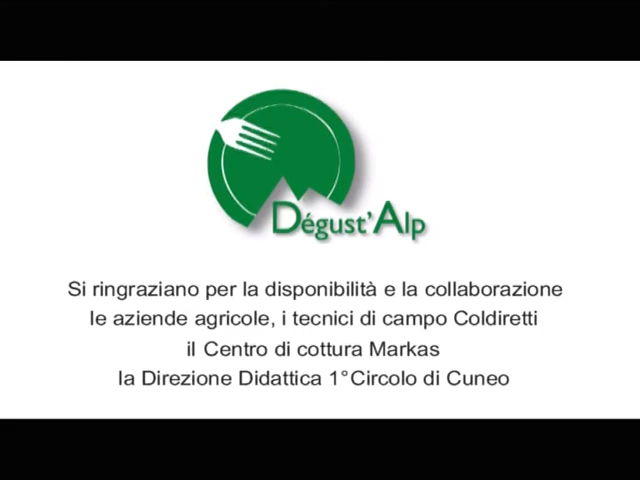 Dégust'Alp
Si ringraziano per la disponibilità e la collaborazione
le aziende agricole, i tecnici di campo Coldiretti
il Centro di cottura Markas
la Direzione Didattica 1°Circolo di Cuneo